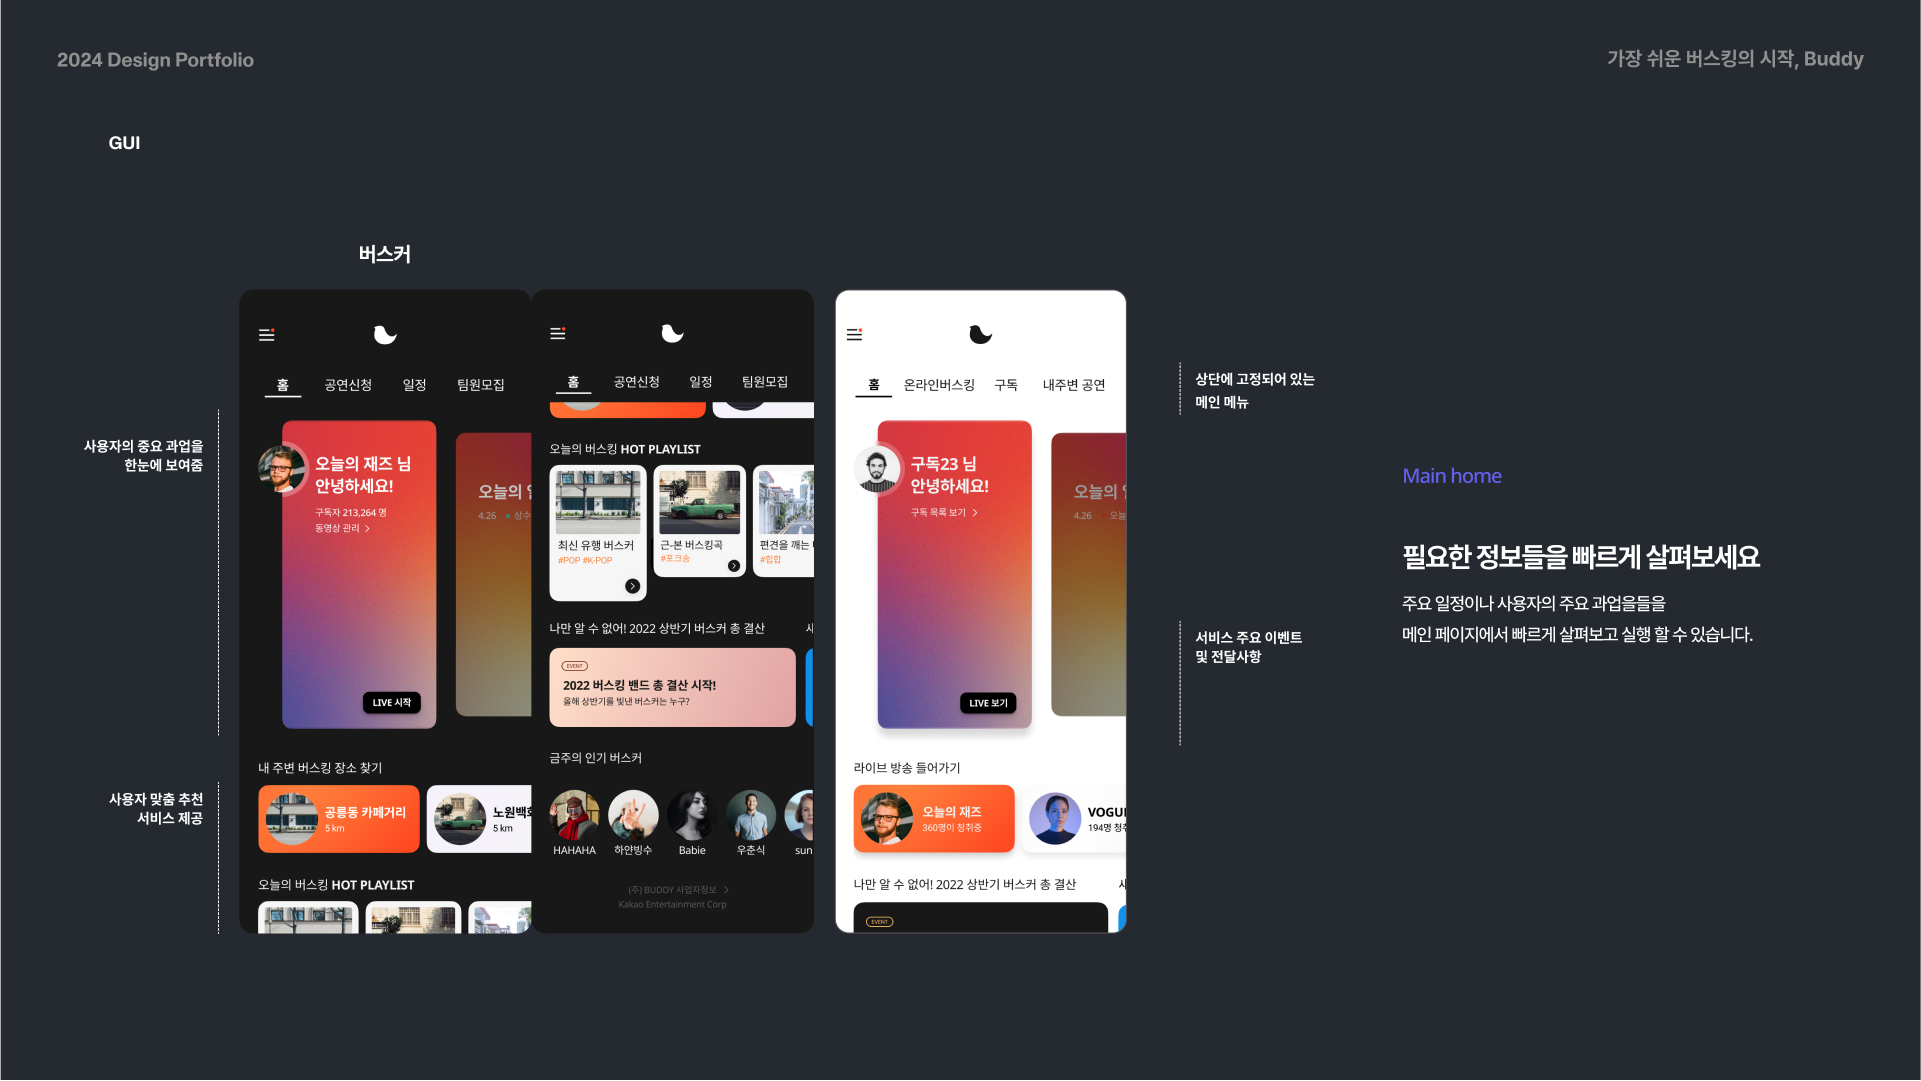 2024 Design Portfolio
가장 쉬운 버스킹의 시작, Buddy
GUI
버스커
사용자의 중요 과업을
한눈에 보여줌
사용자 맞춤 추천
서비스 제공
홈 공연신청 일정 팀원모집
오늘의 재즈 님
안녕하세요!
구독자 213,264 명
동영상 관리
LIVE 시작
오늘의
4.26 상수
내 주변 버스킹 장소 찾기
공릉동 카페거리
5 km
노원백화
5 km
오늘의 버스킹 HOT PLAYLIST
홈 공연신청 일정 팀원모집
오늘의 버스킹 HOT PLAYLIST
최신 유행 버스커
#POP #K-POP
근-본 버스킹곡
#포크송
편견을 깨는
#힙합
나만 알 수 없어! 2022 상반기 버스커 총 결산
EVENT
2022 버스킹 밴드 총 결산 시작!
올해 상반기를 빛낸 버스커는 누구?
금주의 인기 버스커
HAHAHA 하얀빙수 Babie 우춘식 sun
(주) BUDDY 사업자정보
Kakao Entertainment Corp
홈 온라인버스킹 구독 내주변 공연
구독23 님
안녕하세요!
구독 목록 보기
LIVE 보기
오늘의
4.26 오늘
라이브 방송 들어가기
오늘의 재즈
360명이 청취중
VOGU
194명 청취
나만 알 수 없어! 2022 상반기 버스커 총 결산
EVENT
상단에 고정되어 있는
메인 메뉴
서비스 주요 이벤트
및 전달사항
Main home
필요한 정보들을 빠르게 살펴보세요
주요 일정이나 사용자의 주요 과업을들을
메인 페이지에서 빠르게 살펴보고 실행 할 수 있습니다.